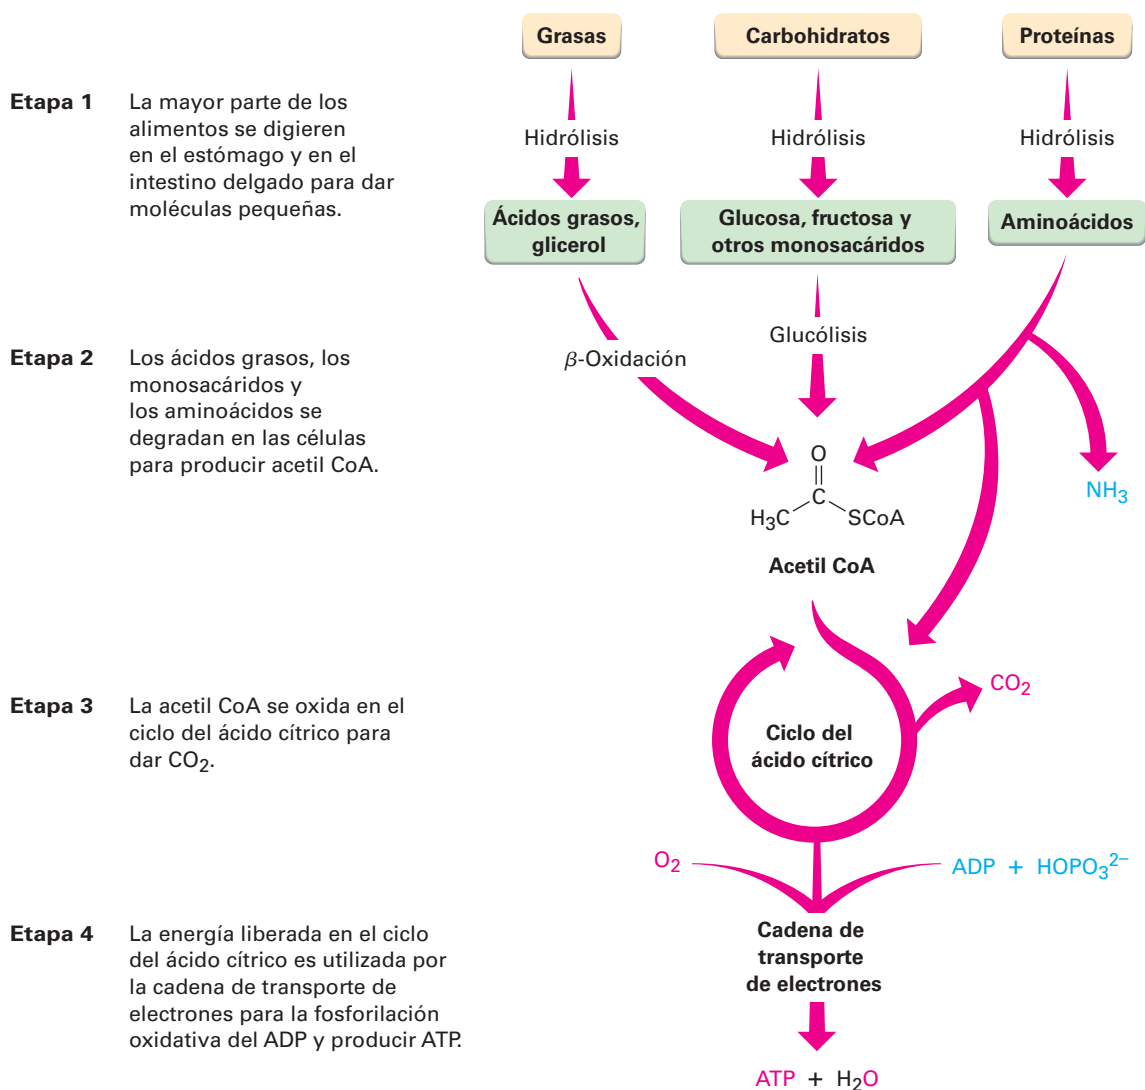 Grasas
Carbohidratos
Proteínas
Etapa 1 La mayor parte de los
alimentos se digieren
en el estómago y en el
intestino delgado para dar
moléculas pequeñas.
Hidrólisis
Hidrólisis
Hidrólisis
Ácidos grasos,
glicerol
Glucosa, fructosa y
otros monosacáridos
Aminoácidos
Etapa 2 Los ácidos grasos, los
monosacáridos y
los aminoácidos se
degradan en las células
para producir acetil CoA.
β-Oxidación
Glucólisis
NH3
O
C
H3C
SCoA
Acetil CoA
Etapa 3 La acetil CoA se oxida en el
ciclo del ácido cítrico para
dar CO2.
Ciclo del
ácido cítrico
CO2
O2
ADP + HOPO3^2–
Etapa 4 La energía liberada en el ciclo
del ácido cítrico es utilizada por
la cadena de transporte de
electrones para la fosforilación
oxidativa del ADP y producir ATP.
Cadena de
transporte
de electrones
ATP + H2O